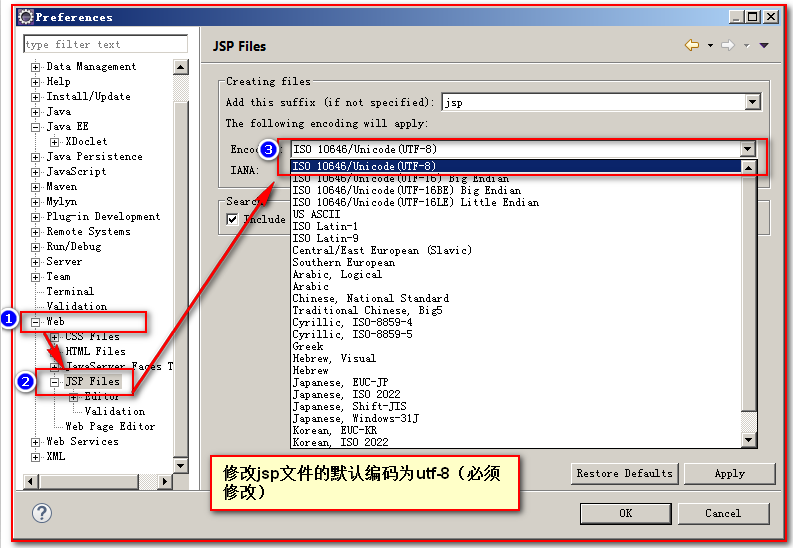 Preferences
type filter text
JSP Files
Data Management
Help
Install/Update
Java
Java EE
XDoclet
Java Persistence
JavaScript
Maven
Mylyn
Plug-in Development
Remote Systems
Run/Debug
Server
Team
Terminal
Validation
1
Web
CSS Files
HTML Files
JavaServer Faces T
2
JSP Files
Editor
Validation
Web Page Editor
Web Services
XML
Creating files
Add this suffix (if not specified): jsp
The following encoding will apply:
3
ISO 10646/Unicode(UTF-8)
IANA:
Search
Include
ISO 10646/Unicode(UTF-8)
ISO 10646/Unicode(UTF-16) Big Endian
ISO 10646/Unicode(UTF-16BE) Big Endian
ISO 10646/Unicode(UTF-16LE) Little Endian
US ASCII
ISO Latin-1
ISO Latin-9
Central/East European (Slavic)
Southern European
Arabic, Logical
Arabic
Chinese, National Standard
Traditional Chinese, Big5
Cyrillic, ISO-8859-4
Cyrillic, ISO-8859-5
Greek
Hebrew, Visual
Hebrew
Japanese, EUC-JP
Japanese, ISO 2022
Japanese, Shift-JIS
Japanese, Windows-31J
Korean, EUC-KR
Korean, ISO 2022
修改jsp文件的默认编码为utf-8（必须
修改）
Restore Defaults
Apply
?
OK
Cancel